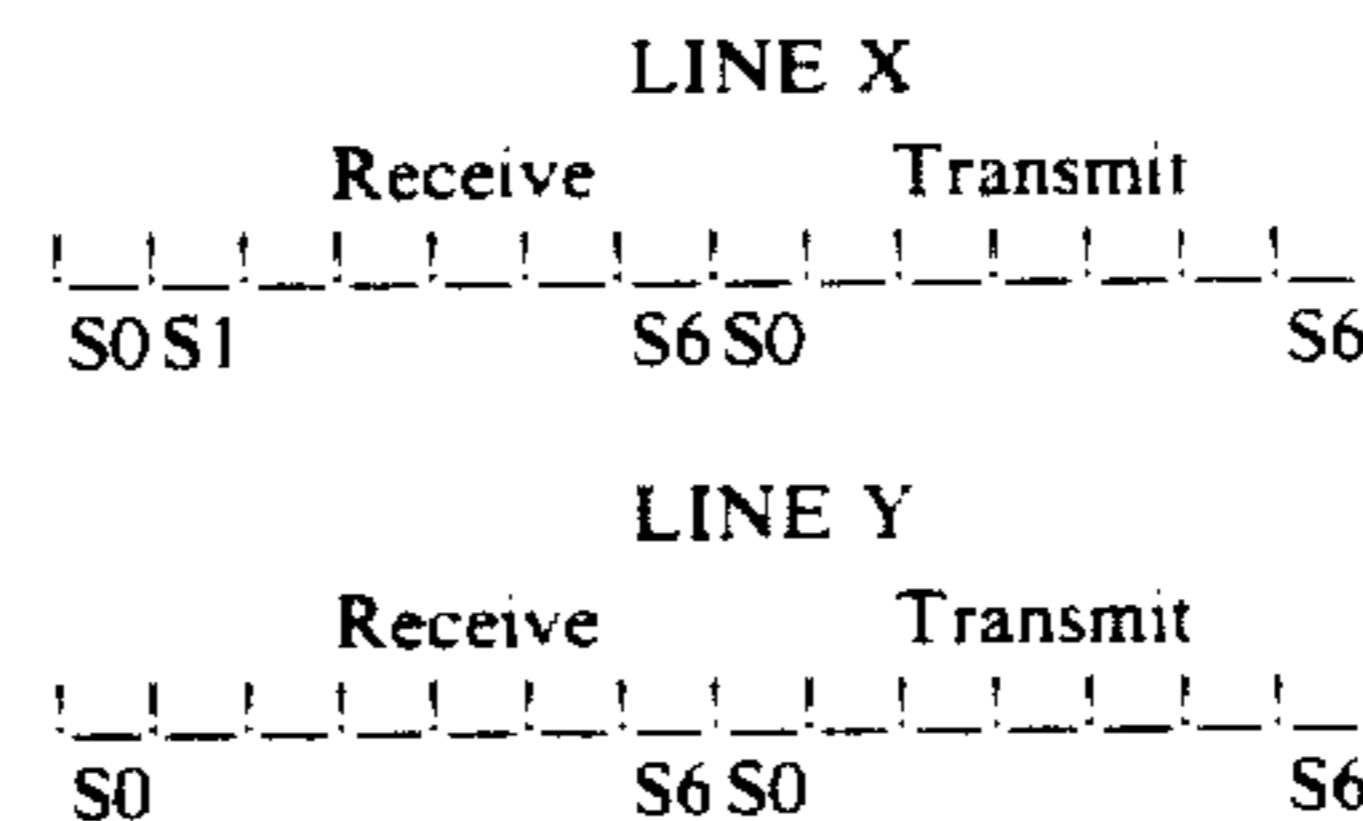 LINE X
Receive Transmit
S0 S1 S6 S0 S6
LINE Y
Receive Transmit
S0 S6 S0 S6